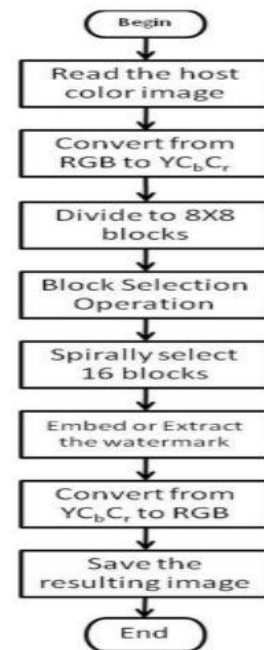 Begin
Read the host
color image
Convert from
RGB to YCbCr
Divide to 8X8
blocks
Block Selection
Operation
Spirally select
16 blocks
Embed or Extract
the watermark
Convert from
YCbCr to RGB
Save the
resulting image
End